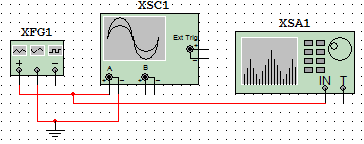 XFG1
XSC1
XSA1
Ext Trig
+
-
A
B
+ -
+ -
+ -
IN T